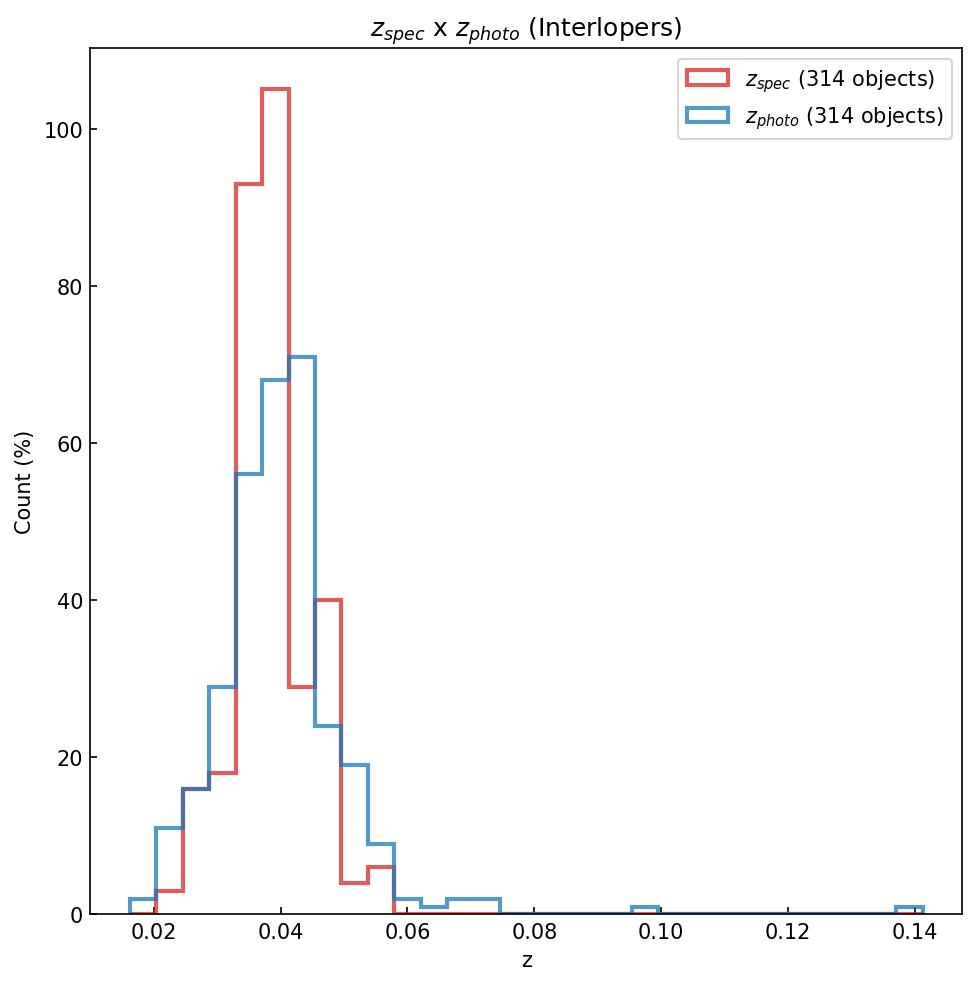 z_spec x z_photo (Interlopers)
z_spec (314 objects)
z_photo (314 objects)
Count (%)
100
80
60
40
20
0
0.02 0.04 0.06 0.08 0.10 0.12 0.14
z